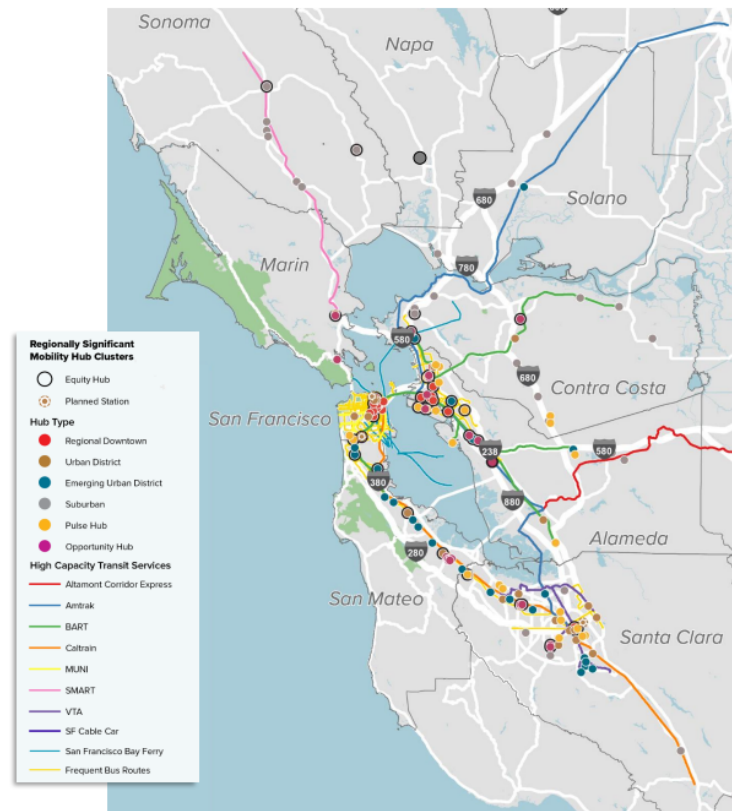 Sonoma
Napa
680
Solano
Marin
780
580
Regionally Significant
Mobility Hub Clusters
Equity Hub
Planned Station
Hub Type
Regional Downtown
Urban District
Emerging Urban District
Suburban
Pulse Hub
Opportunity Hub
High Capacity Transit Services
Altamont Corridor Express
Amtrak
BART
Caltrain
MUNI
SMART
VTA
SF Cable Car
San Francisco Bay Ferry
Frequent Bus Routes
680
Contra Costa
San Francisco
238
580
380
880
Alameda
280
San Mateo
Santa Clara